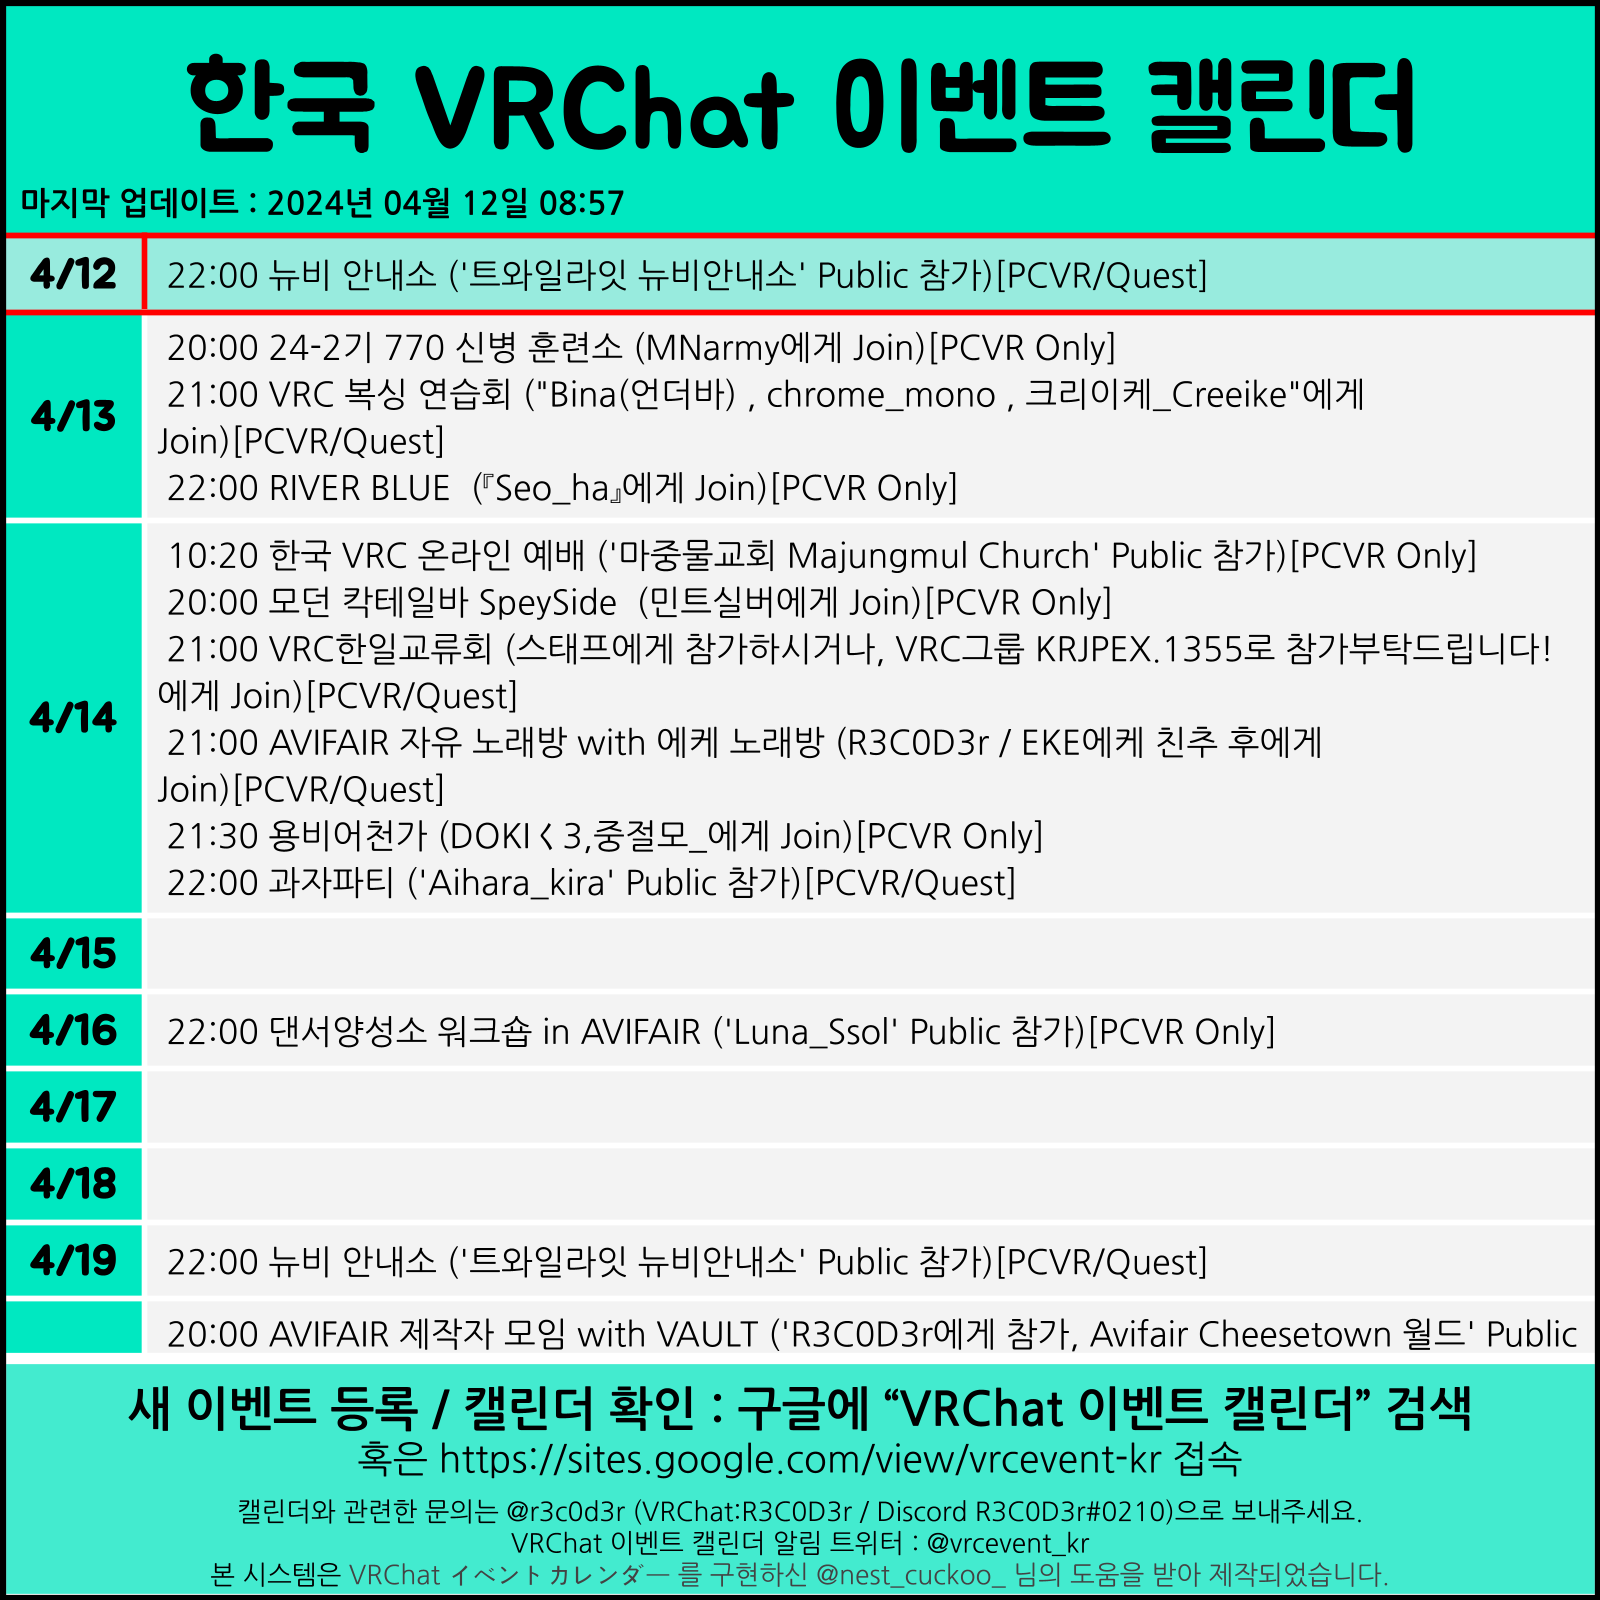 한국 VRChat 이벤트 캘린더
마지막 업데이트 : 2024년 04월 12일 08:57
4/12
22:00 뉴비 안내소 ('트와일라잇 뉴비안내소' Public 참가)[PCVR/Quest]
4/13
20:00 24-2기 770 신병 훈련소 (MNarmy에게 Join)[PCVR Only]
21:00 VRC 복싱 연습회 ("Bina(언더바) , chrome_mono , 크리이케_Creeike"에게
Join)[PCVR/Quest]
22:00 RIVER BLUE  (『Seo_ha』에게 Join)[PCVR Only]
4/14
10:20 한국 VRC 온라인 예배 ('마중물교회 Majungmul Church' Public 참가)[PCVR Only]
20:00 모던 칵테일바 SpeySide  (민트실버에게 Join)[PCVR Only]
21:00 VRC한일교류회 (스태프에게 참가하시거나, VRC그룹 KRJPEX.1355로 참가부탁드립니다!
에게 Join)[PCVR/Quest]
21:00 AVIFAIR 자유 노래방 with 에케 노래방 (R3C0D3r / EKE에케 친추 후에게
Join)[PCVR/Quest]
21:30 용비어천가 (DOKIく3,중절모_에게 Join)[PCVR Only]
22:00 과자파티 ('Aihara_kira' Public 참가)[PCVR/Quest]
4/15
4/16
22:00 댄서양성소 워크숍 in AVIFAIR ('Luna_Ssol' Public 참가)[PCVR Only]
4/17
4/18
4/19
22:00 뉴비 안내소 ('트와일라잇 뉴비안내소' Public 참가)[PCVR/Quest]
20:00 AVIFAIR 제작자 모임 with VAULT ('R3C0D3r에게 참가, Avifair Cheesetown 월드' Public
새 이벤트 등록 / 캘린더 확인 : 구글에 “VRChat 이벤트 캘린더” 검색
혹은 https://sites.google.com/view/vrcevent-kr 접속
캘린더와 관련한 문의는 @r3c0d3r (VRChat:R3C0D3r / Discord R3C0D3r#0210)으로 보내주세요.
VRChat 이벤트 캘린더 알림 트위터 : @vrcevent_kr
본 시스템은 VRChat イベントカレンダー 를 구현하신 @nest_cuckoo_ 님의 도움을 받아 제작되었습니다.